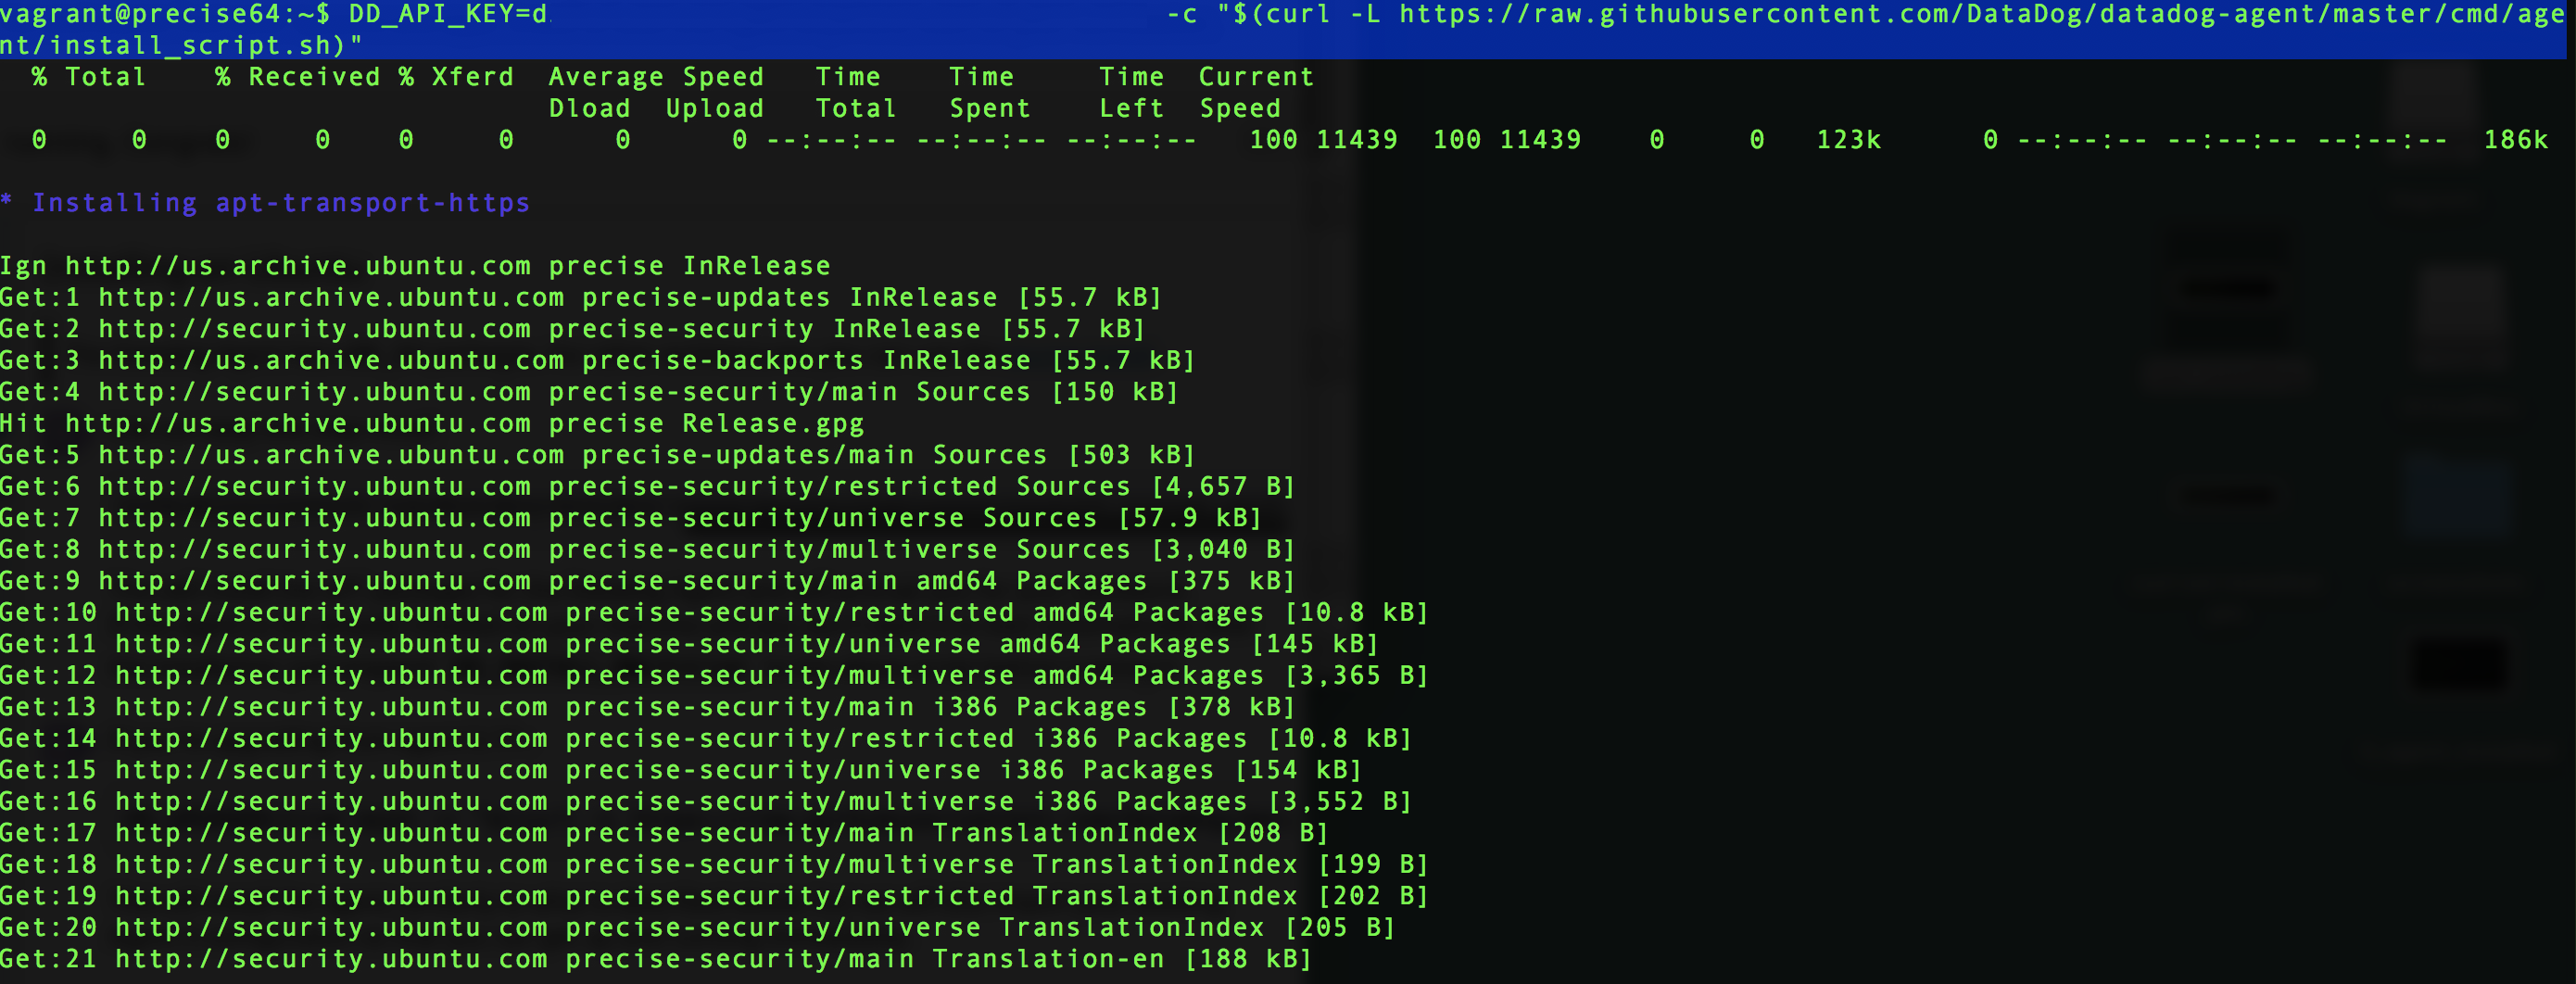 vagrant@precise64:~$ DD_API_KEY=d -c "$(curl -L https://raw.githubusercontent.com/DataDog/datadog-agent/master/cmd/age
nt/install_script.sh)"
% Total % Received % Xferd Average Speed Time Time Time Current
Dload Upload Total Spent Left Speed
0 0 0 0 0 0 0 0 --:--:-- --:--:-- --:--:-- 100 11439 100 11439 0 0 123k 0 --:--:-- --:--:-- --:--:-- 186k
* Installing apt-transport-https
Ign http://us.archive.ubuntu.com precise InRelease
Get:1 http://us.archive.ubuntu.com precise-updates InRelease [55.7 kB]
Get:2 http://security.ubuntu.com precise-security InRelease [55.7 kB]
Get:3 http://us.archive.ubuntu.com precise-backports InRelease [55.7 kB]
Get:4 http://security.ubuntu.com precise-security/main Sources [150 kB]
Hit http://us.archive.ubuntu.com precise Release.gpg
Get:5 http://us.archive.ubuntu.com precise-updates/main Sources [503 kB]
Get:6 http://security.ubuntu.com precise-security/restricted Sources [4,657 B]
Get:7 http://security.ubuntu.com precise-security/universe Sources [57.9 kB]
Get:8 http://security.ubuntu.com precise-security/multiverse Sources [3,040 B]
Get:9 http://security.ubuntu.com precise-security/main amd64 Packages [375 kB]
Get:10 http://security.ubuntu.com precise-security/restricted amd64 Packages [10.8 kB]
Get:11 http://security.ubuntu.com precise-security/universe amd64 Packages [145 kB]
Get:12 http://security.ubuntu.com precise-security/multiverse amd64 Packages [3,365 B]
Get:13 http://security.ubuntu.com precise-security/main i386 Packages [378 kB]
Get:14 http://security.ubuntu.com precise-security/restricted i386 Packages [10.8 kB]
Get:15 http://security.ubuntu.com precise-security/universe i386 Packages [154 kB]
Get:16 http://security.ubuntu.com precise-security/multiverse i386 Packages [3,552 B]
Get:17 http://security.ubuntu.com precise-security/main TranslationIndex [208 B]
Get:18 http://security.ubuntu.com precise-security/multiverse TranslationIndex [199 B]
Get:19 http://security.ubuntu.com precise-security/restricted TranslationIndex [202 B]
Get:20 http://security.ubuntu.com precise-security/universe TranslationIndex [205 B]
Get:21 http://security.ubuntu.com precise-security/main Translation-en [188 kB]